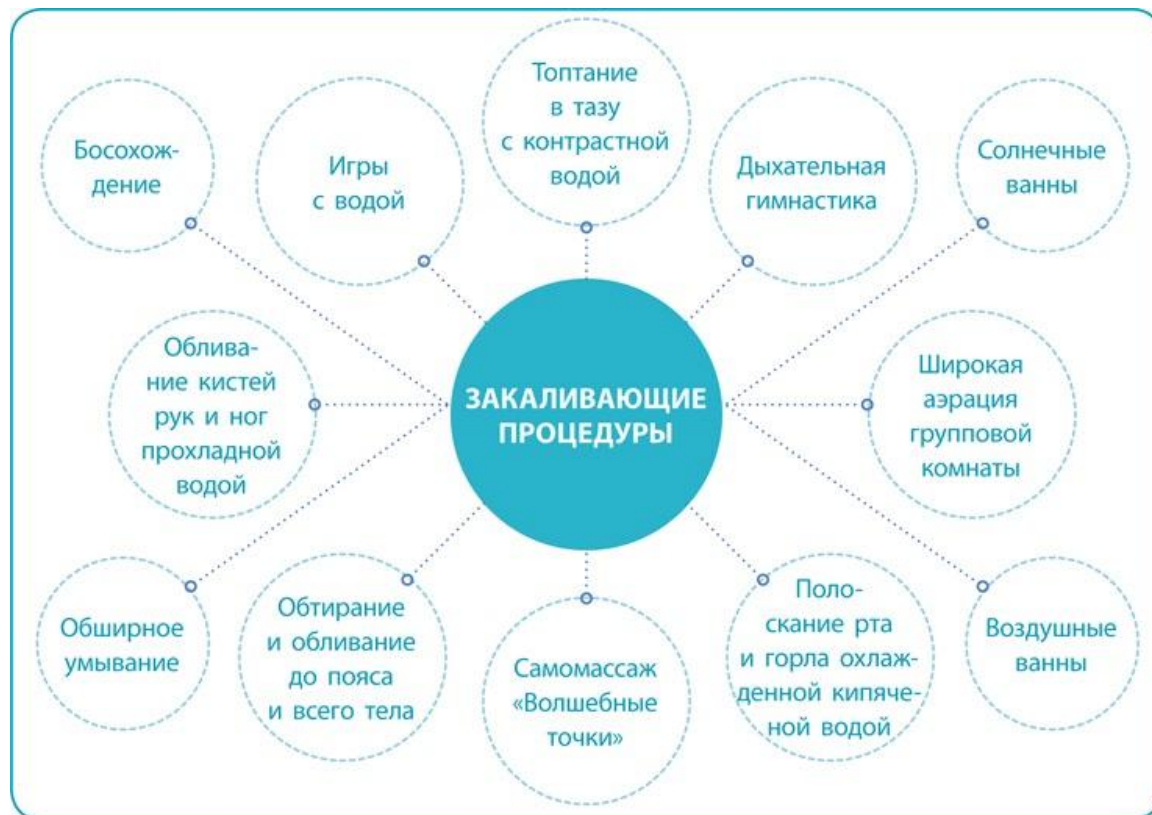 Топтание
в тазу
с контрастной
водой
Босохож-
дение
Игры
с водой
Дыхательная
гимнастика
Солнечные
ванны
Облива-
ние кистей
рук и ног
прохладной
водой
ЗАКАЛИВАЮЩИЕ
ПРОЦЕДУРЫ
Широкая
аэрация
групповой
комнаты
Обширное
умывание
Обтирание
и обливание
до пояса
и всего тела
Самомассаж
«Волшебные
точки»
Поло-
скание рта
и горла охлаж-
денной кипяче-
ной водой
Воздушные
ванны